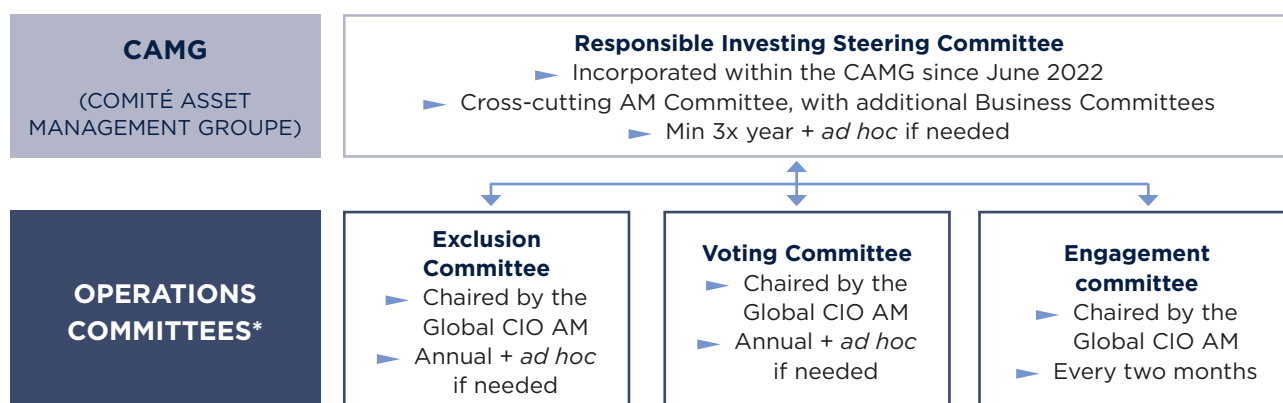 CAMG
(COMITÉ ASSET
MANAGEMENT GROUPE)
Responsible Investing Steering Committee
► Incorporated within the CAMG since June 2022
► Cross-cutting AM Committee, with additional Business Committees
► Min 3x year + ad hoc if needed
OPERATIONS
COMMITTEES*
Exclusion
Committee
► Chaired by the
Global CIO AM
► Annual + ad hoc
if needed
Voting Committee
► Chaired by the
Global CIO AM
► Annual + ad hoc
if needed
Engagement
committee
► Chaired by the
Global CIO AM
► Every two months